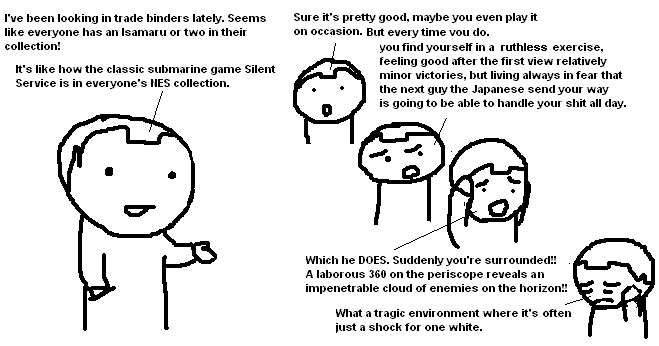 I've been looking in trade binders lately. Seems
like everyone has an Isamaru or two in their
collection!
It's like how the classic submarine game Silent
Service is in everyone's NES collection.
Sure it's pretty good, maybe you even play it
on occasion. But every time you do.
you find yourself in a ruthless exercise,
feeling good after the first view relatively
minor victories, but living always in fear that
the next guy the Japanese send your way
is going to be able to handle your shit all day.
Which he DOES. Suddenly you're surrounded!!
A laborous 360 on the periscope reveals an
impenetrable cloud of enemies on the horizon!!
What a tragic environment where it's often
just a shock for one white.